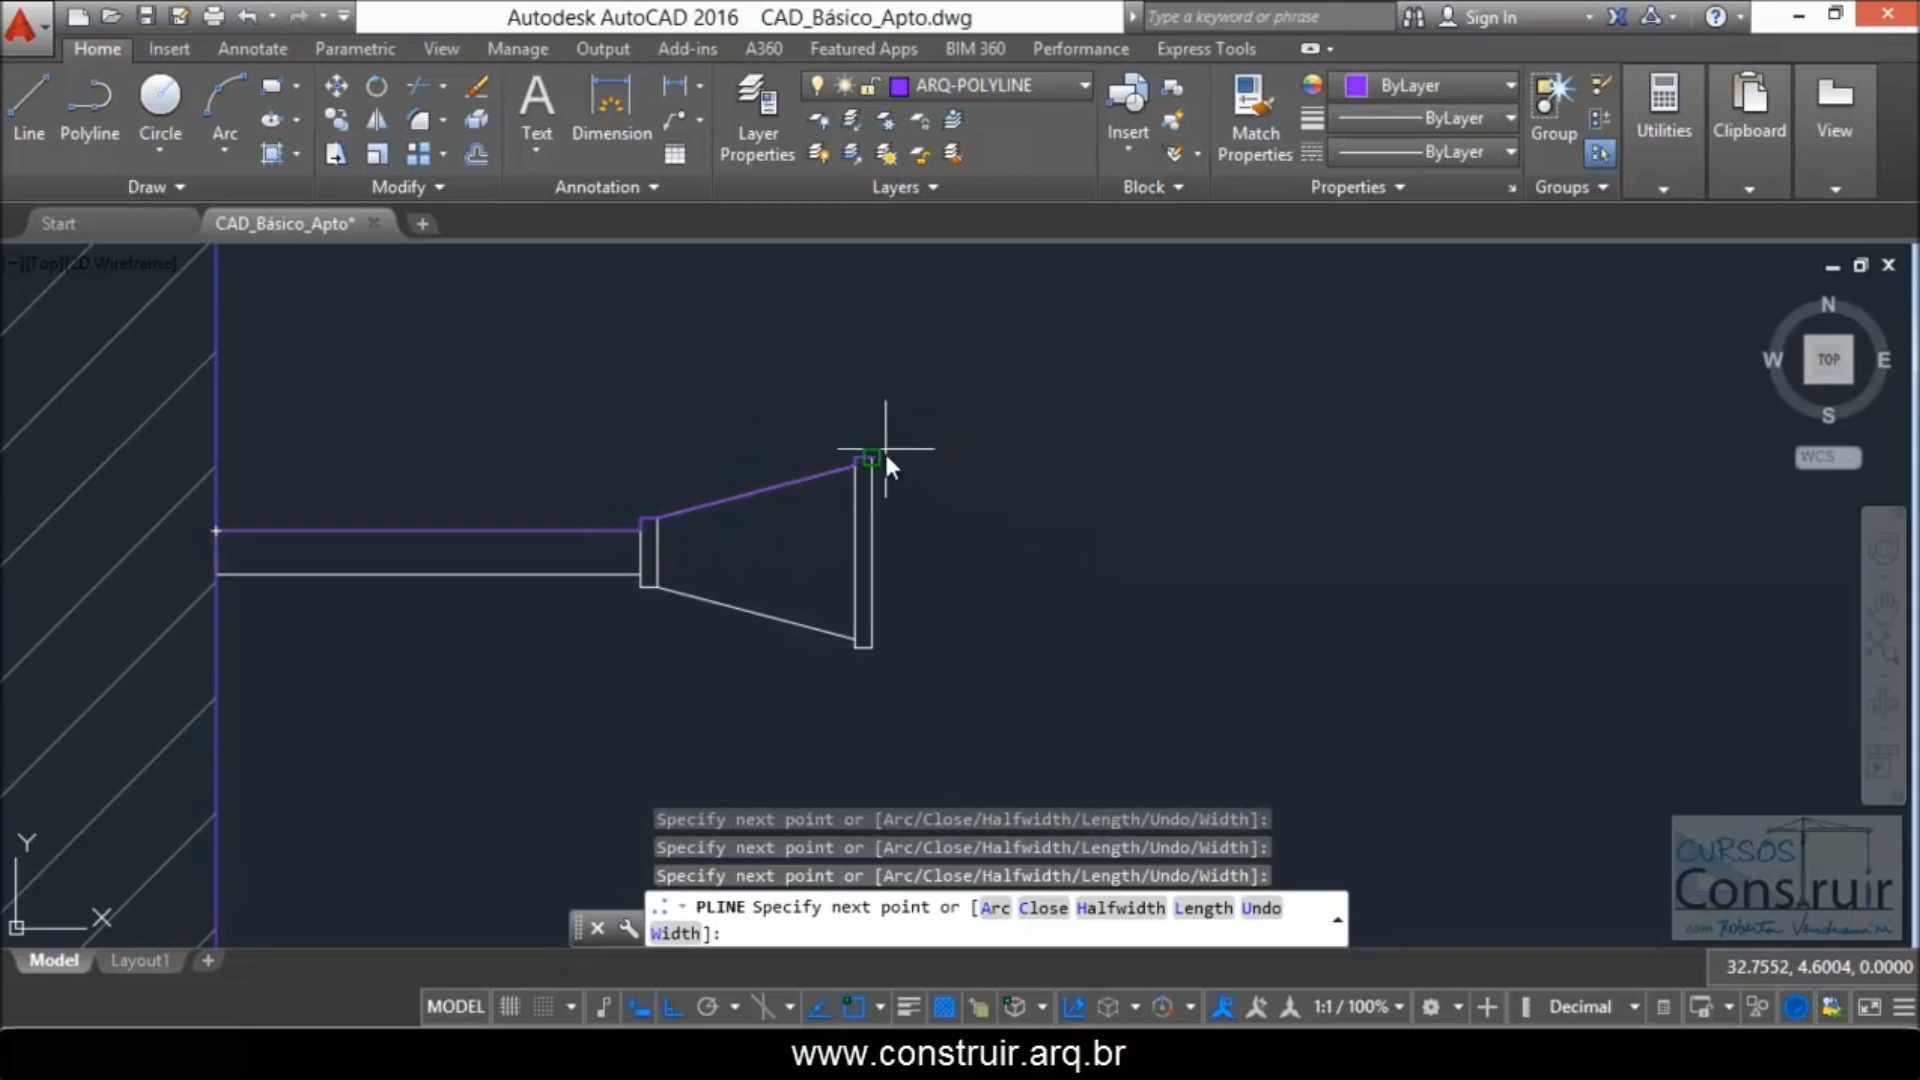 Autodesk AutoCAD 2016 CAD_Básico_Apto.dwg
Type a keyword or phrase
Sign In
Home Insert Annotate Parametric View Manage Output Add-ins A360 Featured Apps BIM 360 Performance Express Tools
ARQ-POLYLINE
ByLayer
ByLayer
ByLayer
Line Polyline Circle Arc
Text Dimension
Layer Properties
Insert
Match Properties
Group
Utilities Clipboard View
Draw Modify Annotation Layers Block Properties Groups
Start CAD_Básico_Apto*
[−][Top][2D Wireframe]
N
W TOP E
S
WCS
Y
X
Specify next point or [Arc/Close/Halfwidth/Length/Undo/Width]:
Specify next point or [Arc/Close/Halfwidth/Length/Undo/Width]:
Specify next point or [Arc/Close/Halfwidth/Length/Undo/Width]:
PLINE Specify next point or [Arc Close Halfwidth Length Undo
Width]:
CURSOS
Construir
com Roberta Vendramini
Model Layout1
32.7552, 4.6004, 0.0000
MODEL 1:1 / 100% Decimal
www.construir.arq.br